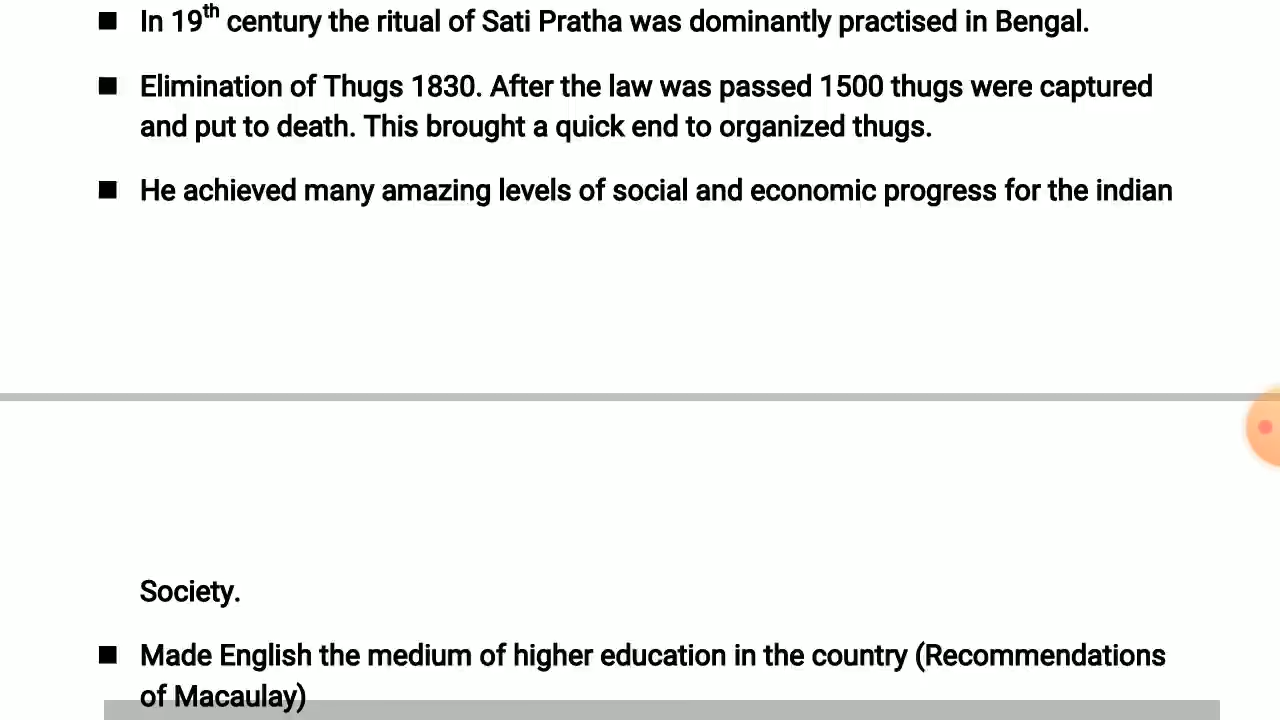 ■ In 19th century the ritual of Sati Pratha was dominantly practised in Bengal.
■ Elimination of Thugs 1830. After the law was passed 1500 thugs were captured
and put to death. This brought a quick end to organized thugs.
■ He achieved many amazing levels of social and economic progress for the indian
Society.
■ Made English the medium of higher education in the country (Recommendations
of Macaulay)